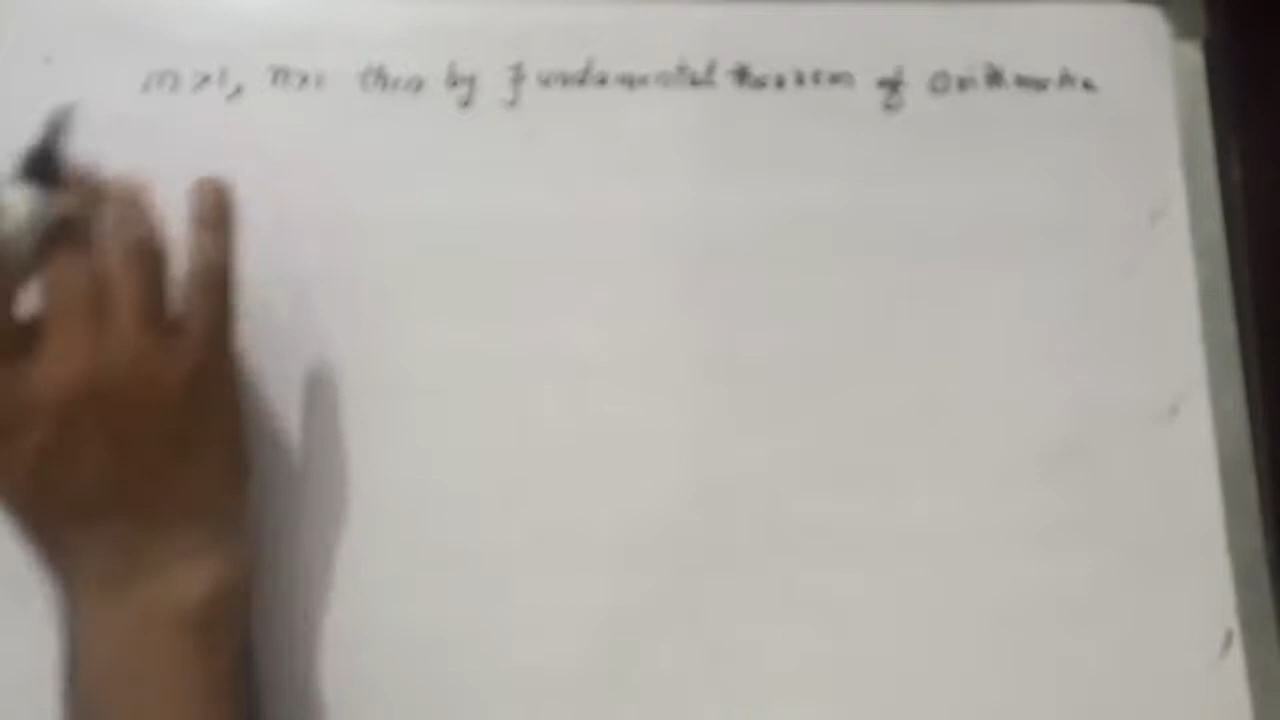 m>1, n>1 then by fundamental theorem of arithmetic